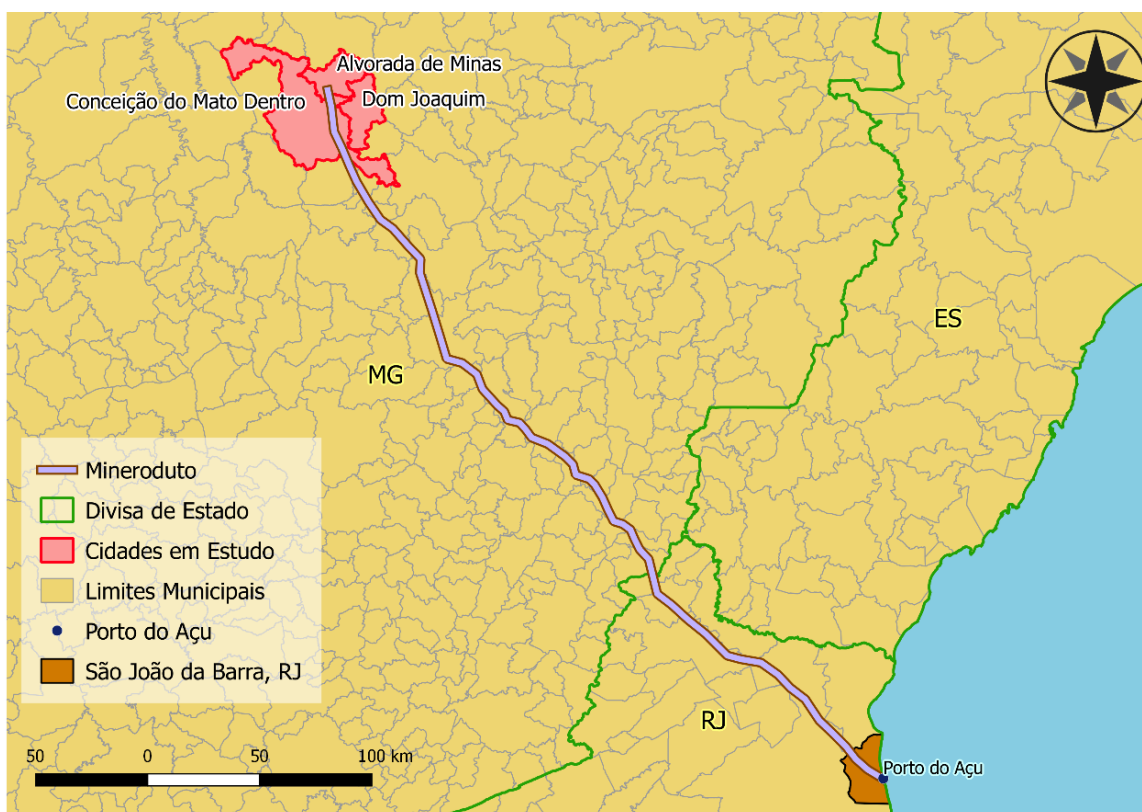 Alvorada de Minas
Conceição do Mato Dentro
Dom Joaquim
ES
MG
Mineroduto
Divisa de Estado
Cidades em Estudo
Limites Municipais
Porto do Açu
São João da Barra, RJ
RJ
50 0 50 100 km
Porto do Açu